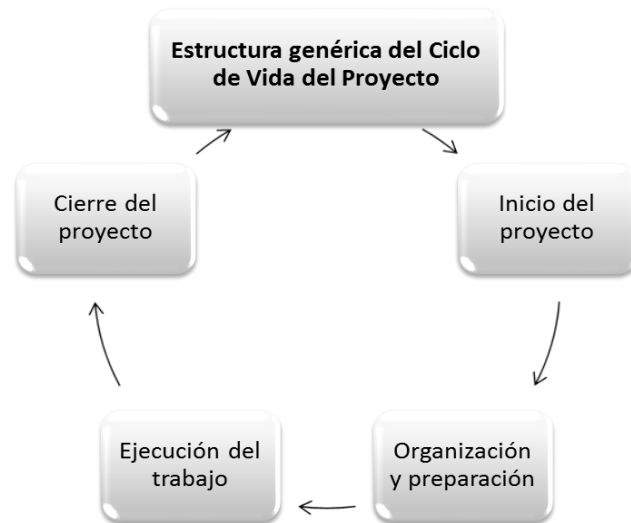 Estructura genérica del Ciclo
de Vida del Proyecto
Inicio del
proyecto
Organización
y preparación
Ejecución del
trabajo
Cierre del
proyecto